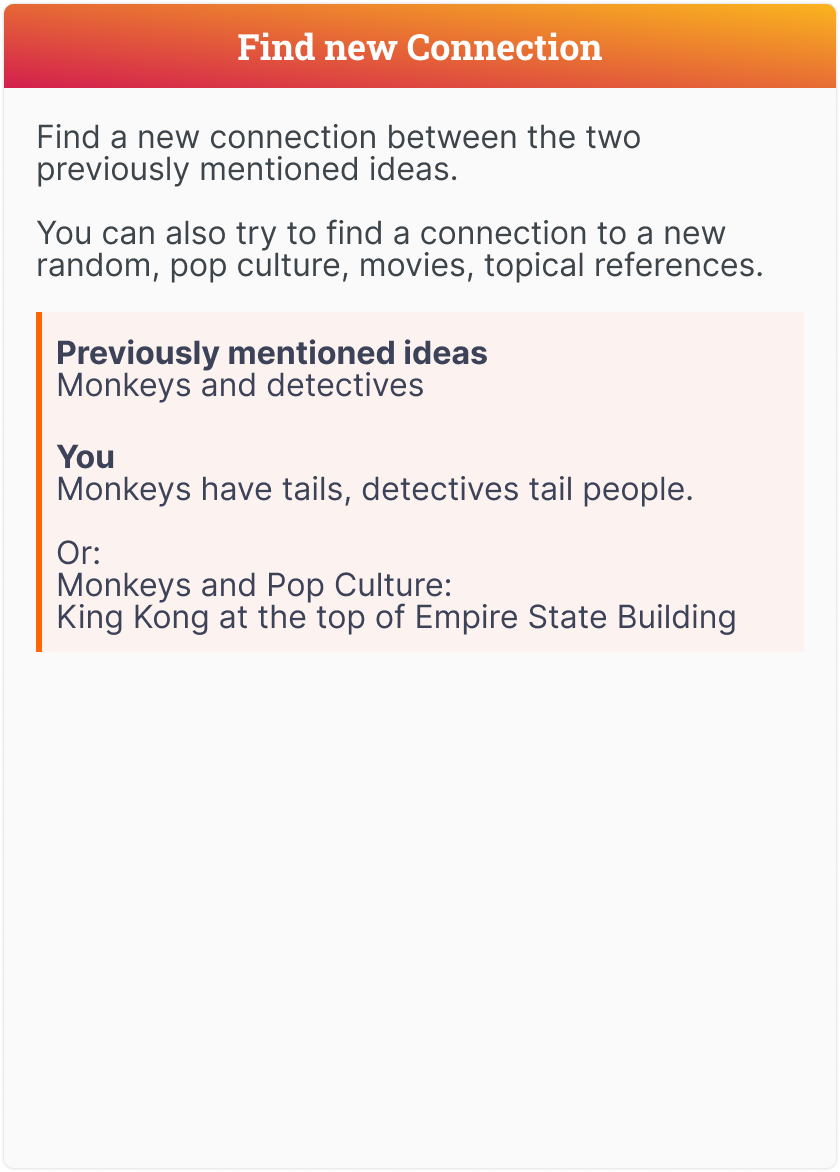 Find new Connection
Find a new connection between the two
previously mentioned ideas.
You can also try to find a connection to a new
random, pop culture, movies, topical references.
Previously mentioned ideas
Monkeys and detectives
You
Monkeys have tails, detectives tail people.
Or:
Monkeys and Pop Culture:
King Kong at the top of Empire State Building